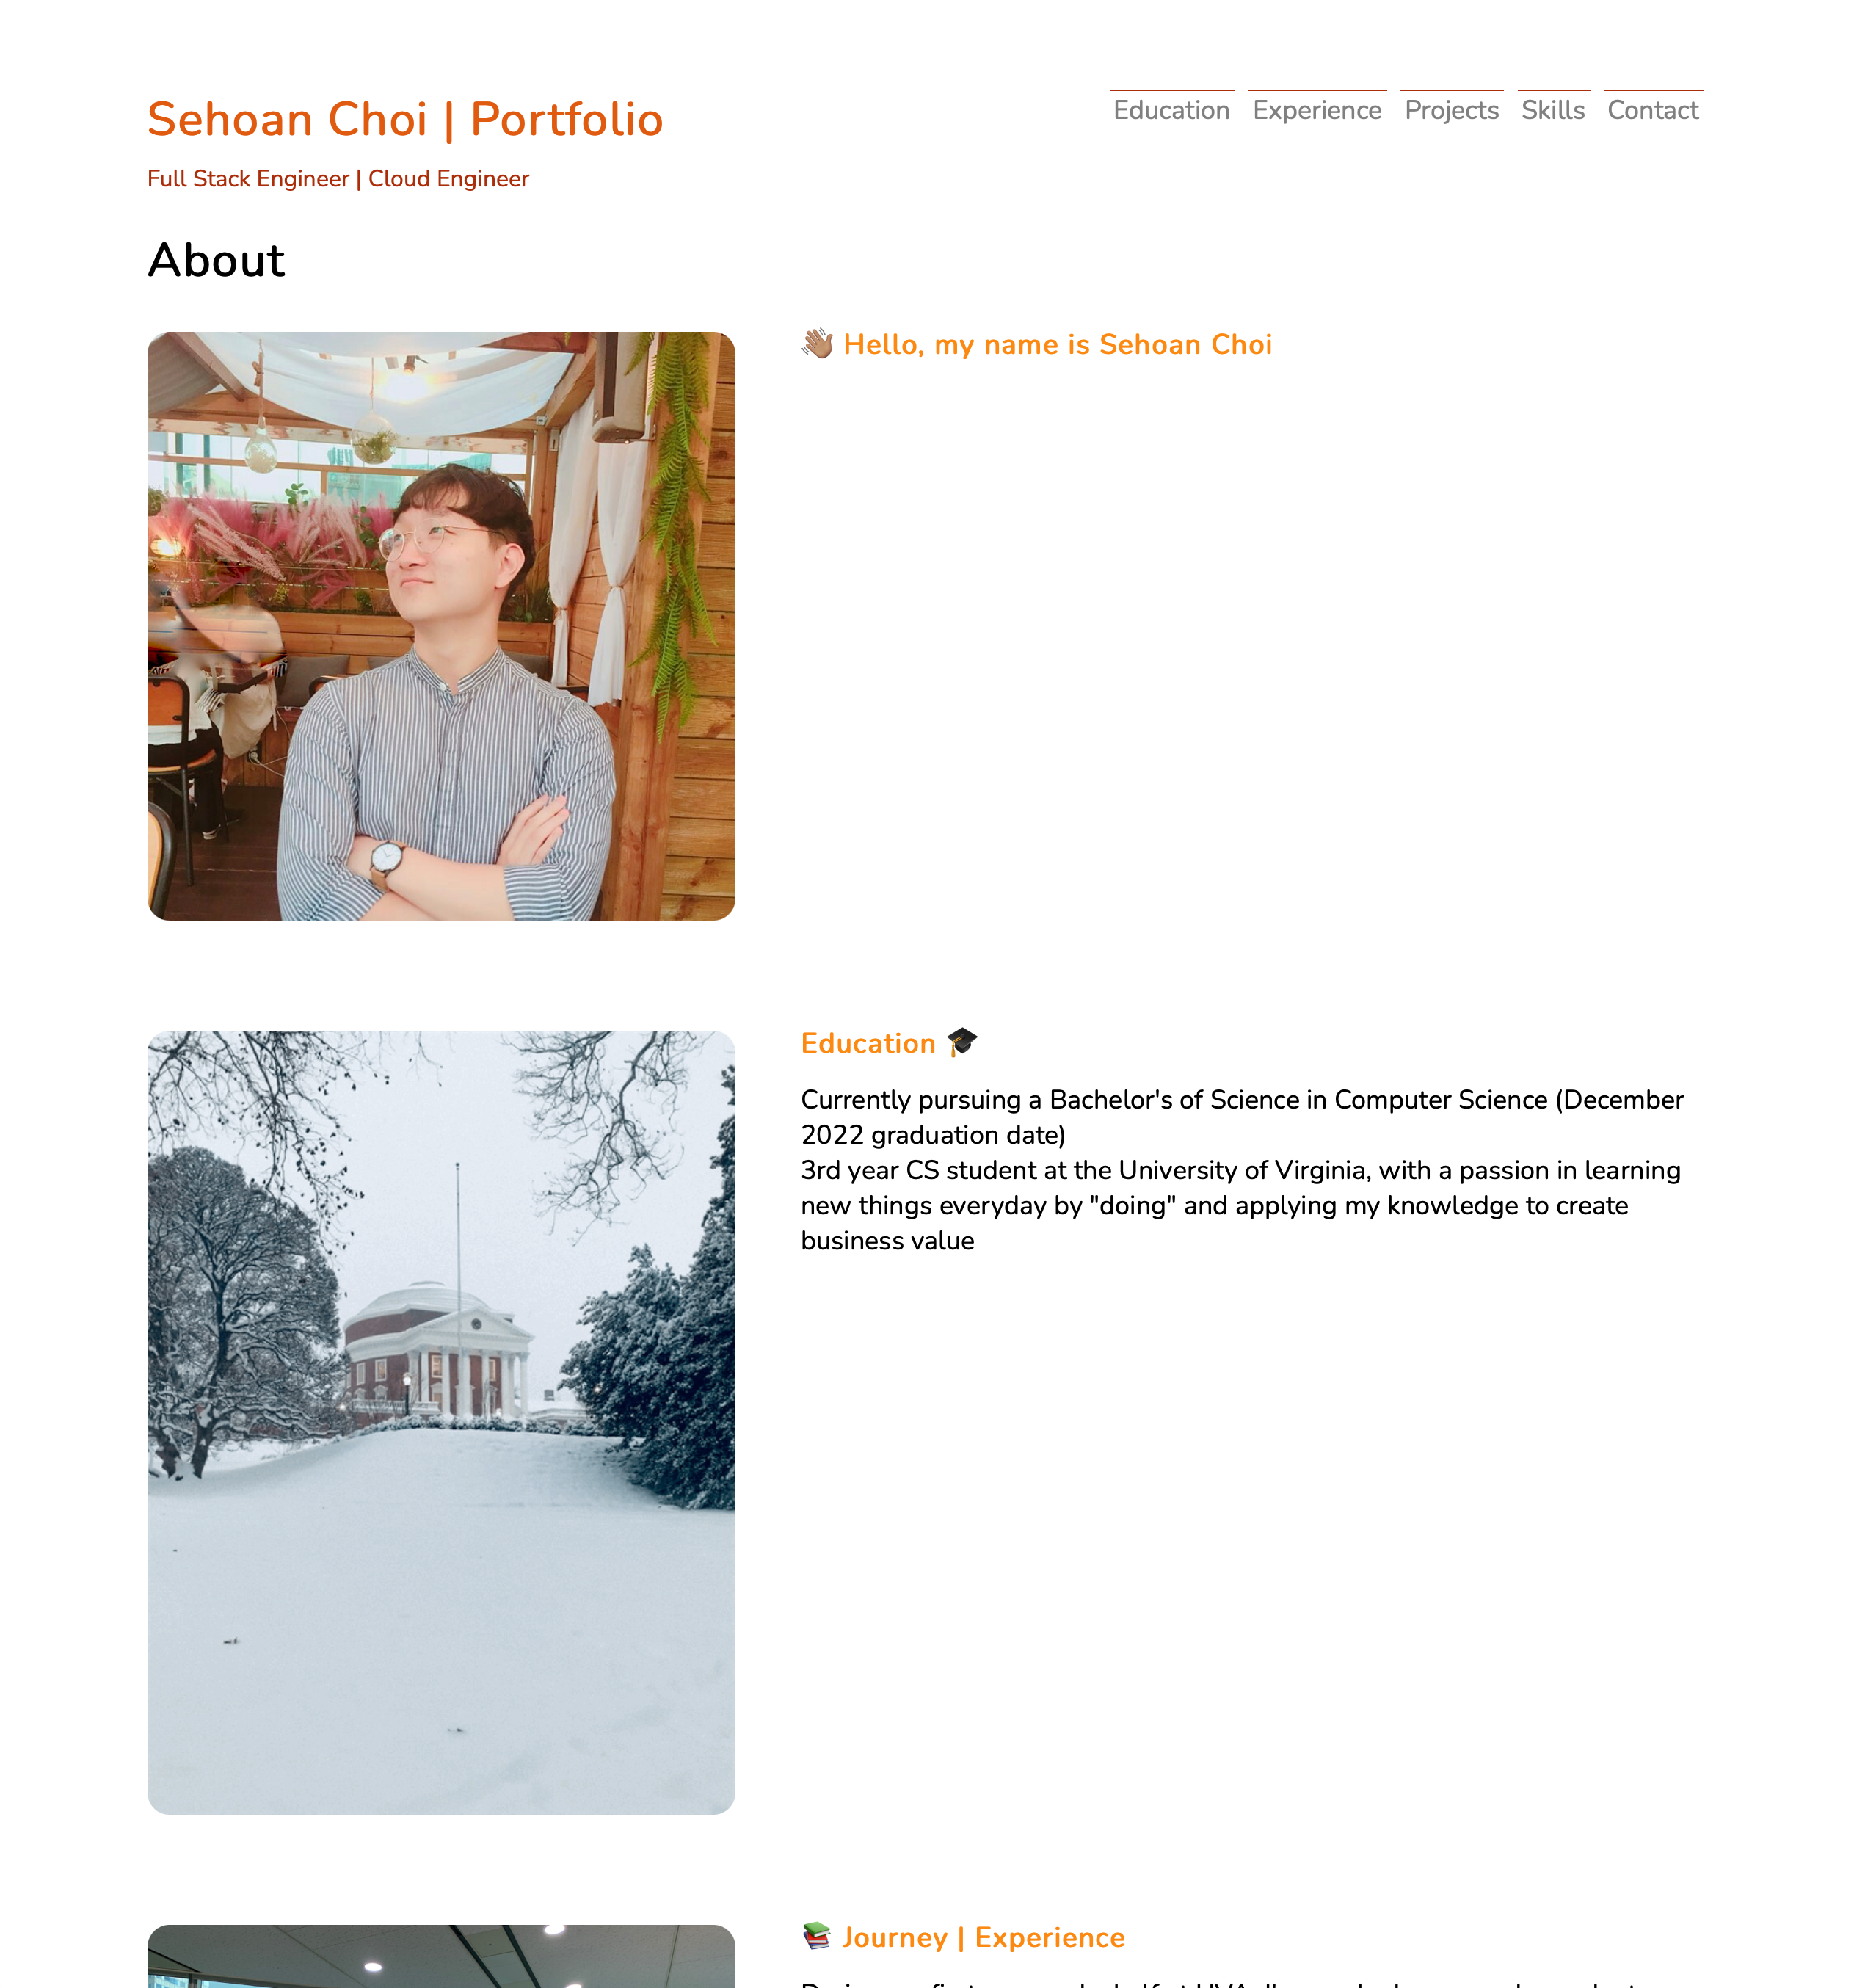 Sehoan Choi | Portfolio
Education Experience Projects Skills Contact
Full Stack Engineer | Cloud Engineer
About
👋🏽 Hello, my name is Sehoan Choi
Education 🎓
Currently pursuing a Bachelor's of Science in Computer Science (December
2022 graduation date)
3rd year CS student at the University of Virginia, with a passion in learning
new things everyday by "doing" and applying my knowledge to create
business value
📚 Journey | Experience